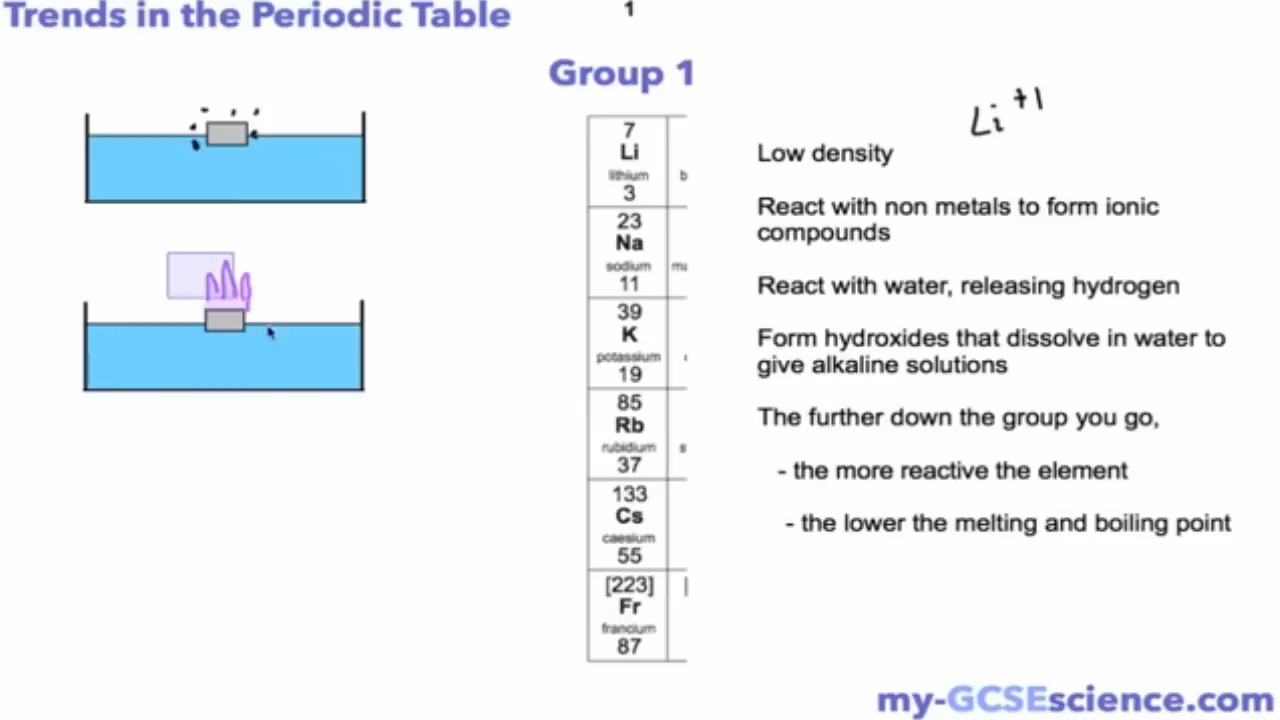 Trends in the Periodic Table
1
Group 1
7
Li
lithium
3
23
Na
sodium
11
39
K
potassium
19
85
Rb
rubidium
37
133
Cs
caesium
55
[223]
Fr
francium
87
Li +1
Low density
React with non metals to form ionic
compounds
React with water, releasing hydrogen
Form hydroxides that dissolve in water to
give alkaline solutions
The further down the group you go,
- the more reactive the element
- the lower the melting and boiling point
my-GCSEscience.com